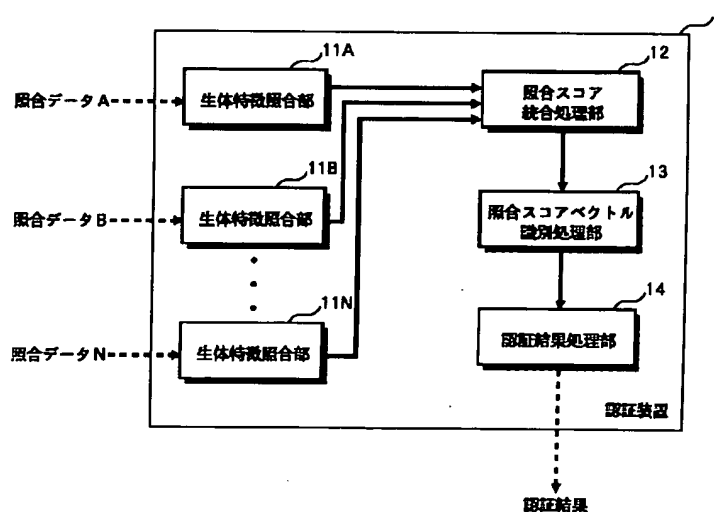 11A
12
照合データA
生体特徴照合部
照合スコア
統合処理部
11B
13
照合データB
生体特徴照合部
照合スコアベクトル
識別処理部
11N
14
照合データN
生体特徴照合部
認証結果処理部
認証装置
認証結果